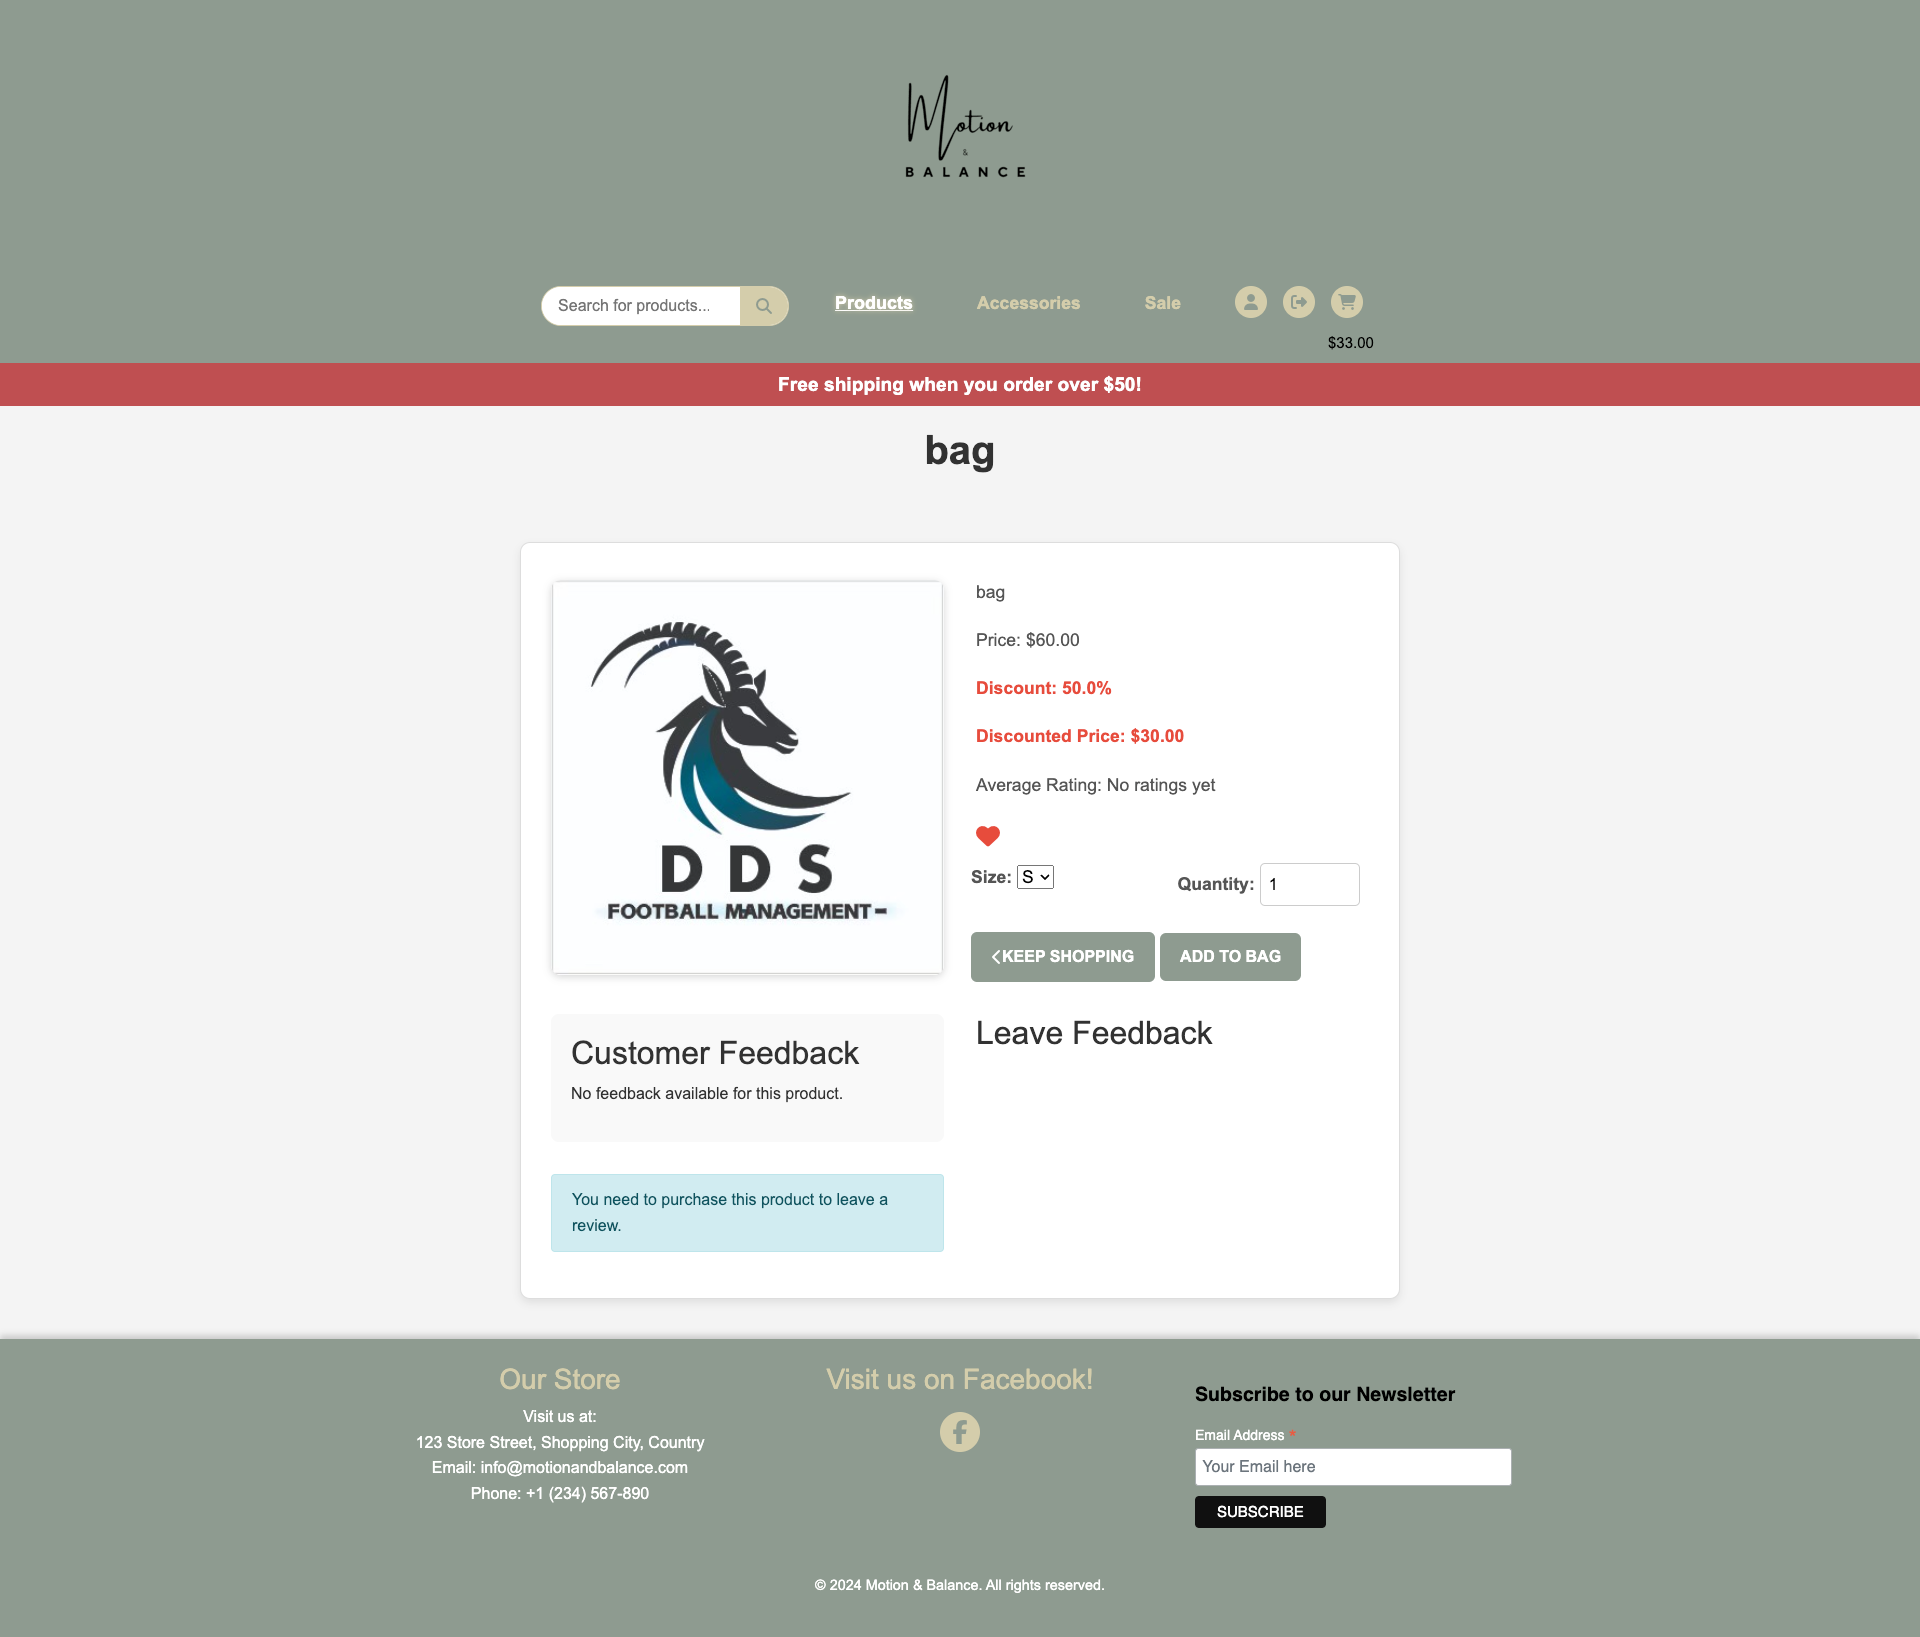 Motion
&
BALANCE
Search for products...
Products
Accessories
Sale
$33.00
Free shipping when you order over $50!
bag
DDS
FOOTBALL MANAGEMENT-
bag
Price: $60.00
Discount: 50.0%
Discounted Price: $30.00
Average Rating: No ratings yet
Size: S
Quantity: 1
KEEP SHOPPING
ADD TO BAG
Customer Feedback
No feedback available for this product.
Leave Feedback
You need to purchase this product to leave a
review.
Our Store
Visit us at:
123 Store Street, Shopping City, Country
Email: info@motionandbalance.com
Phone: +1 (234) 567-890
Visit us on Facebook!
Subscribe to our Newsletter
Email Address *
Your Email here
SUBSCRIBE
© 2024 Motion & Balance. All rights reserved.